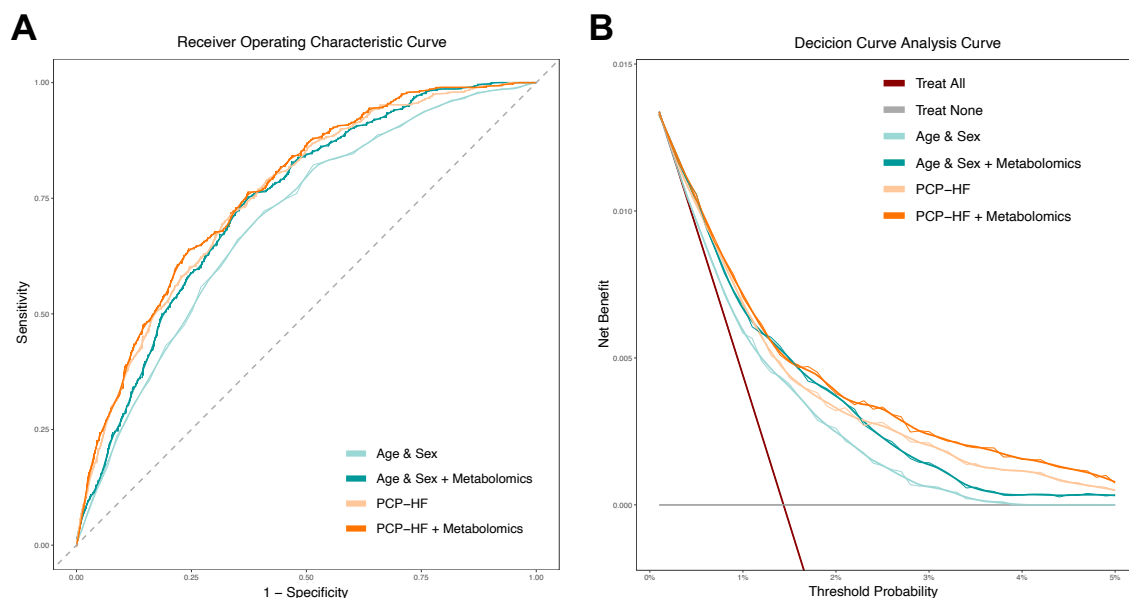 A
Receiver Operating Characteristic Curve
1.00
0.75
0.50
0.25
0.00
Sensitivity
0.00 0.25 0.50 0.75 1.00
1 − Specificity
Age & Sex
Age & Sex + Metabolomics
PCP−HF
PCP−HF + Metabolomics
B
Decicion Curve Analysis Curve
0.015
0.010
0.005
0.000
Net Benefit
0% 1% 2% 3% 4% 5%
Threshold Probability
Treat All
Treat None
Age & Sex
Age & Sex + Metabolomics
PCP−HF
PCP−HF + Metabolomics